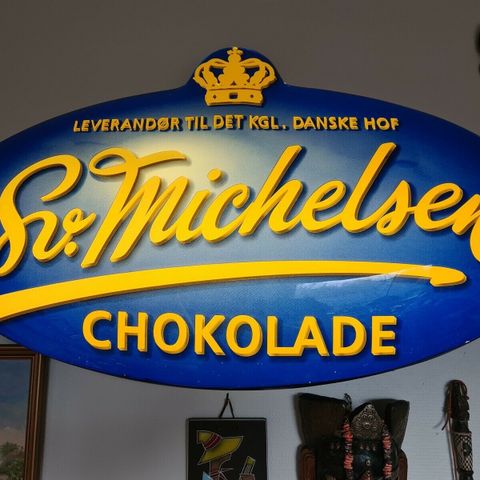 LEVERANDØR TIL DET KGL. DANSKE HOF
Sv. Michelsen
CHOKOLADE